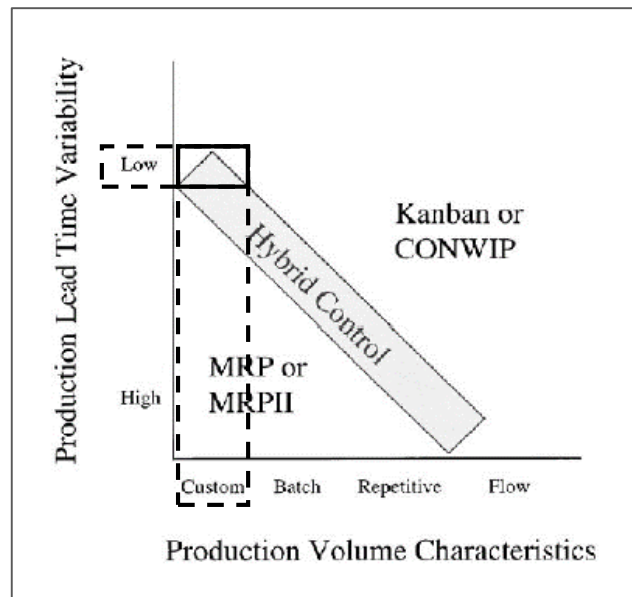 Production Lead Time Variability
Low
High
Kanban or
CONWIP
Hybrid Control
MRP or
MRPII
Custom
Batch
Repetitive
Flow
Production Volume Characteristics